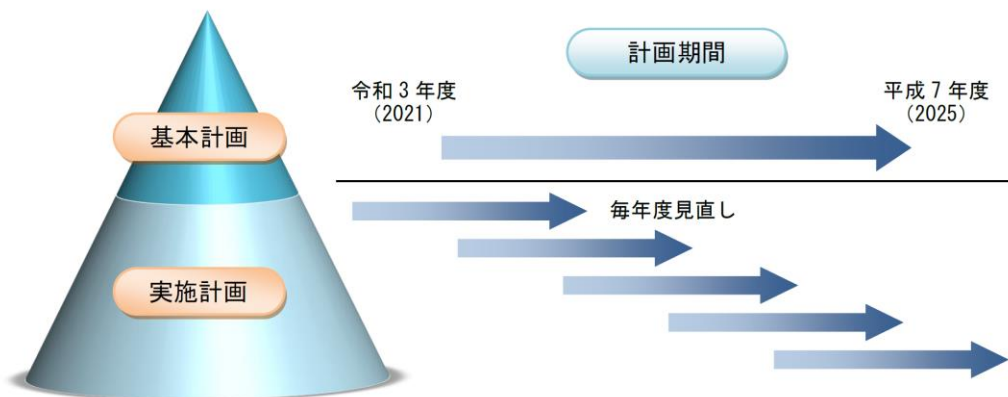 計画期間
令和3年度
（2021）
平成7年度
（2025）
基本計画
毎年度見直し
実施計画